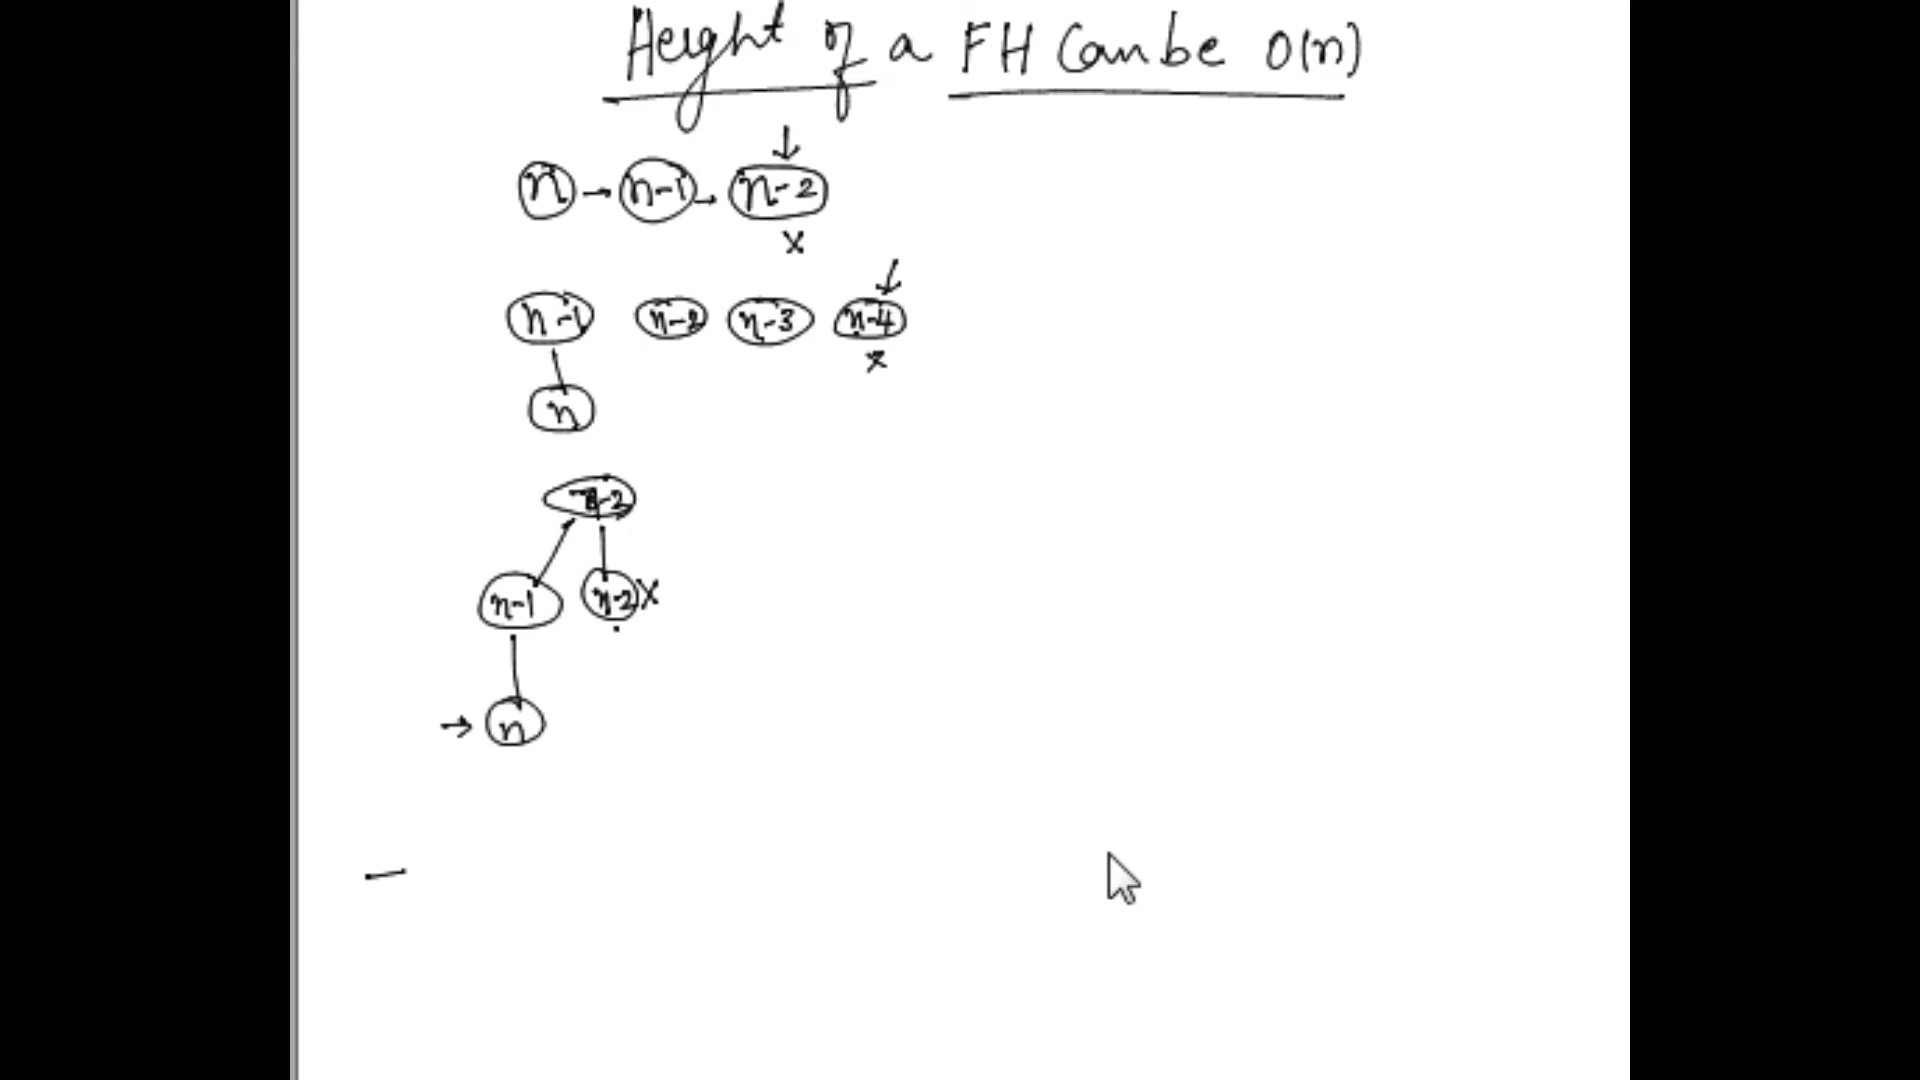 Height of a FH can be O(n)
n → n-1 → n-2
x
n-1 n-2 n-3 n-4
x
n
n-2
n-1 n-2 x
→ n